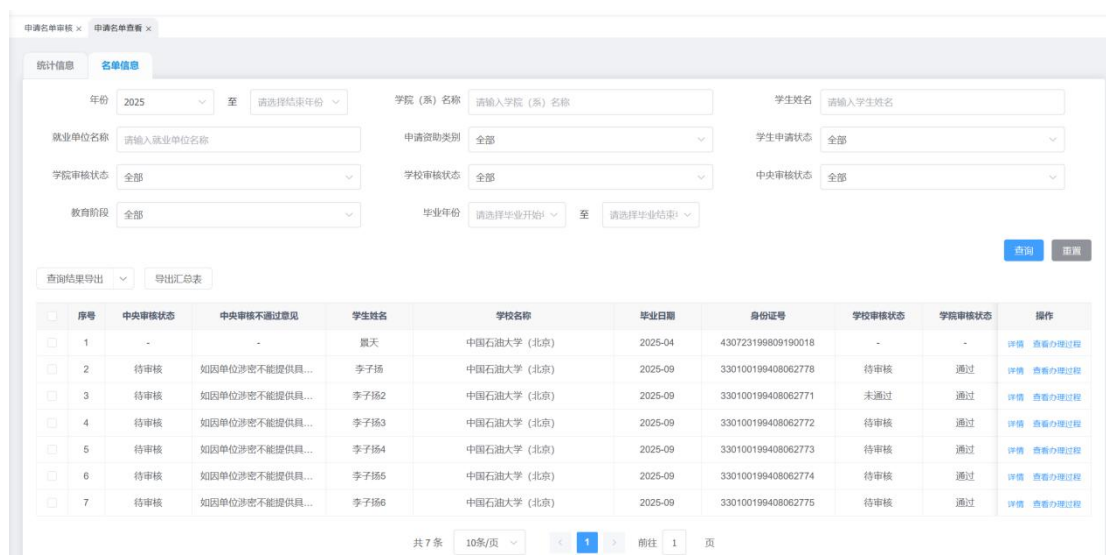 申请名单审核 × 申请名单查看 ×
统计信息 名单信息
年份 2025 至 请选择结束年份 学院（系）名称 请输入学院（系）名称 学生姓名 请输入学生姓名
就业单位名称 请输入就业单位名称 申请资助类别 全部 学生申请状态 全部
学院审核状态 全部 学校审核状态 全部 中央审核状态 全部
教育阶段 全部 毕业年份 请选择毕业开始 至 请选择毕业结束
查询 重置
查询结果导出 导出汇总表
序号 中央审核状态 中央审核不通过意见 学生姓名 学校名称 毕业日期 身份证号 学校审核状态 学院审核状态 操作
1 - - 景天 中国石油大学（北京） 2025-04 430723199809190018 - - 详情 查看办理过程
2 待审核 如因单位涉密不能提供具... 李子扬 中国石油大学（北京） 2025-09 330100199408062778 待审核 通过 详情 查看办理过程
3 待审核 如因单位涉密不能提供具... 李子扬2 中国石油大学（北京） 2025-09 330100199408062771 未通过 通过 详情 查看办理过程
4 待审核 如因单位涉密不能提供具... 李子扬3 中国石油大学（北京） 2025-09 330100199408062772 待审核 通过 详情 查看办理过程
5 待审核 如因单位涉密不能提供具... 李子扬4 中国石油大学（北京） 2025-09 330100199408062773 待审核 通过 详情 查看办理过程
6 待审核 如因单位涉密不能提供具... 李子扬5 中国石油大学（北京） 2025-09 330100199408062774 待审核 通过 详情 查看办理过程
7 待审核 如因单位涉密不能提供具... 李子扬6 中国石油大学（北京） 2025-09 330100199408062775 待审核 通过 详情 查看办理过程
共 7 条 10条/页 < 1 > 前往 1 页